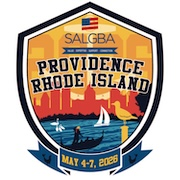 SALGBA
PROVIDENCE
RHODE ISLAND
MAY 4-7, 2026